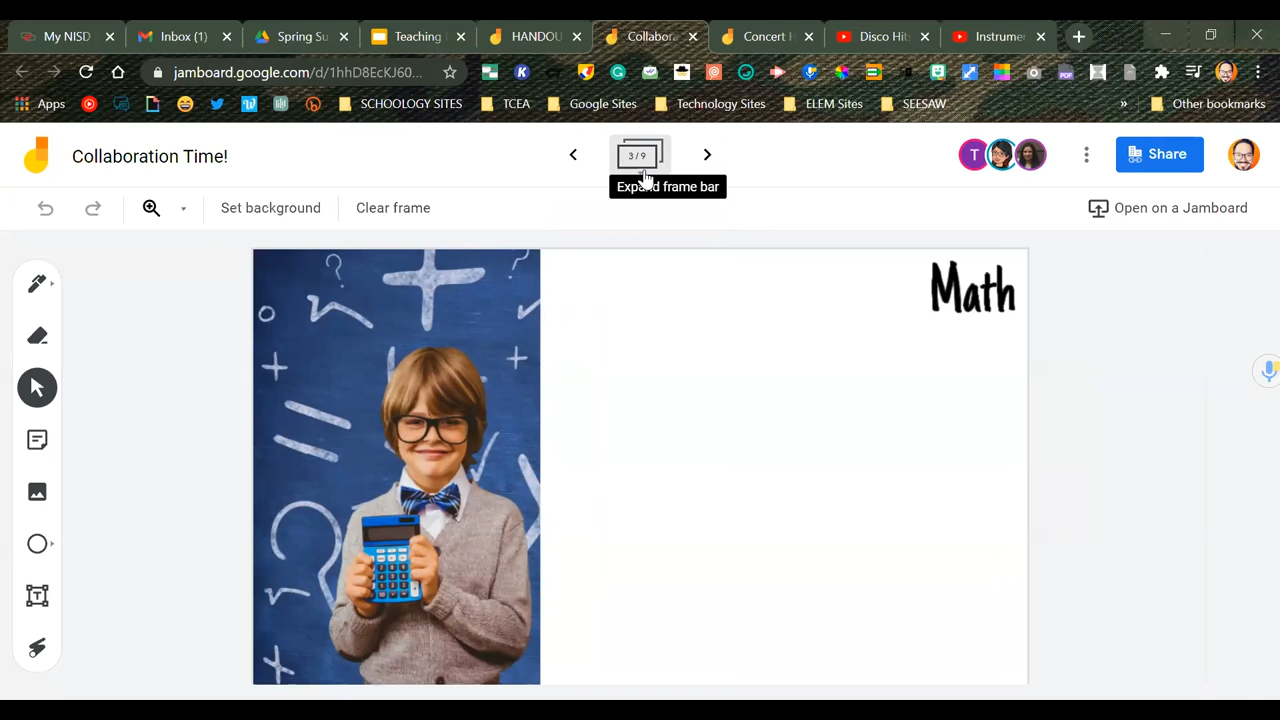 My NISD
Inbox (1)
Spring Su
Teaching
HANDOU
Collabora
Concert H
Disco Hit
Instrumen
jamboard.google.com/d/1hhD8EcKJ60...
Apps
SCHOOLOGY SITES
TCEA
Google Sites
Technology Sites
ELEM Sites
SEESAW
»
Other bookmarks
Collaboration Time!
3 / 9
T
Share
Expand frame bar
Set background
Clear frame
Open on a Jamboard
Math